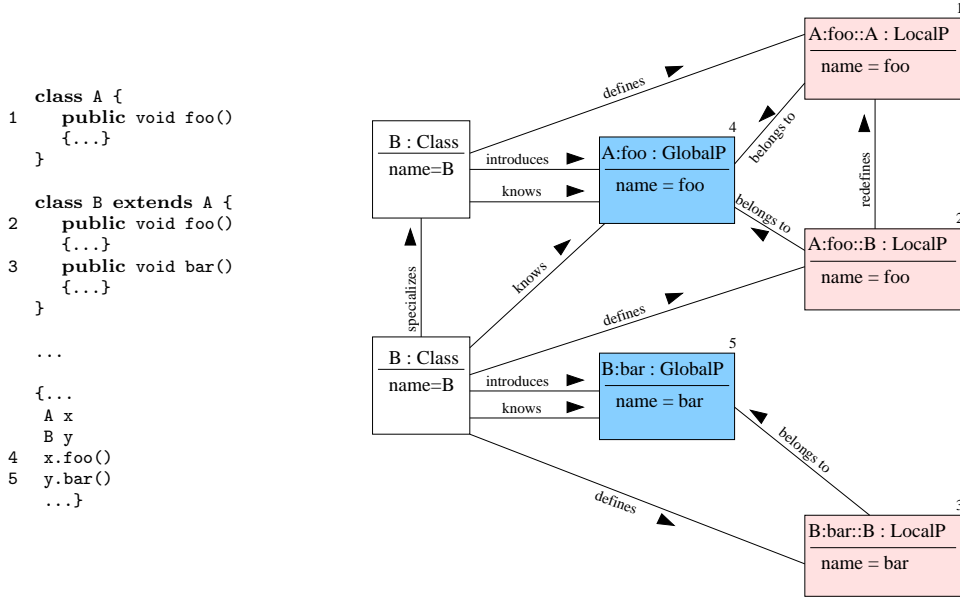 class A {
1 public void foo()
{...}
}
class B extends A {
2 public void foo()
{...}
3 public void bar()
{...}
}
...
{...
A x
B y
4 x.foo()
5 y.bar()
...}
1
A:foo::A : LocalP
name = foo
defines
belongs to
4
B : Class
name=B
introduces
knows
A:foo : GlobalP
name = foo
redefines
belongs to
2
A:foo::B : LocalP
name = foo
specializes
knows
defines
5
B : Class
name=B
introduces
knows
B:bar : GlobalP
name = bar
belongs to
defines
3
B:bar::B : LocalP
name = bar